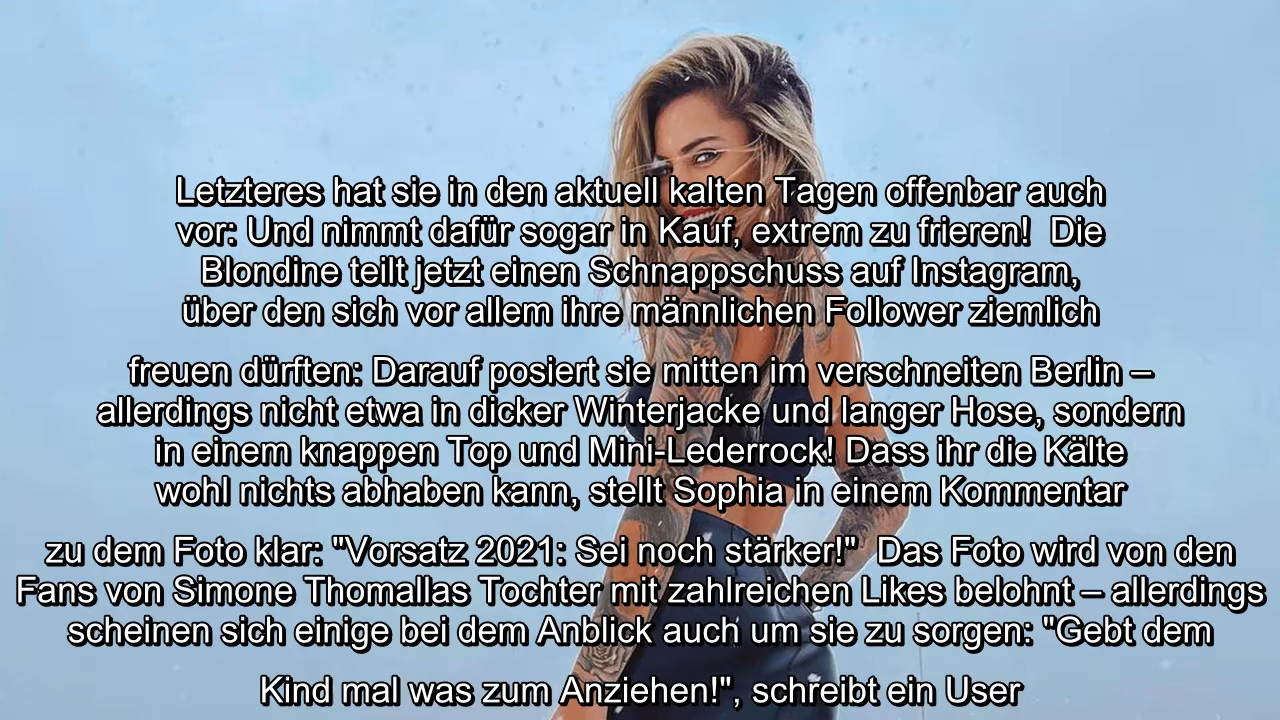 Letzteres hat sie in den aktuell kalten Tagen offenbar auch
vor: Und nimmt dafür sogar in Kauf, extrem zu frieren!  Die
Blondine teilt jetzt einen Schnappschuss auf Instagram,
über den sich vor allem ihre männlichen Follower ziemlich
freuen dürften: Darauf posiert sie mitten im verschneiten Berlin –
allerdings nicht etwa in dicker Winterjacke und langer Hose, sondern
in einem knappen Top und Mini-Lederrock! Dass ihr die Kälte
wohl nichts abhaben kann, stellt Sophia in einem Kommentar
zu dem Foto klar: "Vorsatz 2021: Sei noch stärker!"  Das Foto wird von den
Fans von Simone Thomallas Tochter mit zahlreichen Likes belohnt – allerdings
scheinen sich einige bei dem Anblick auch um sie zu sorgen: "Gebt dem
Kind mal was zum Anziehen!", schreibt ein User